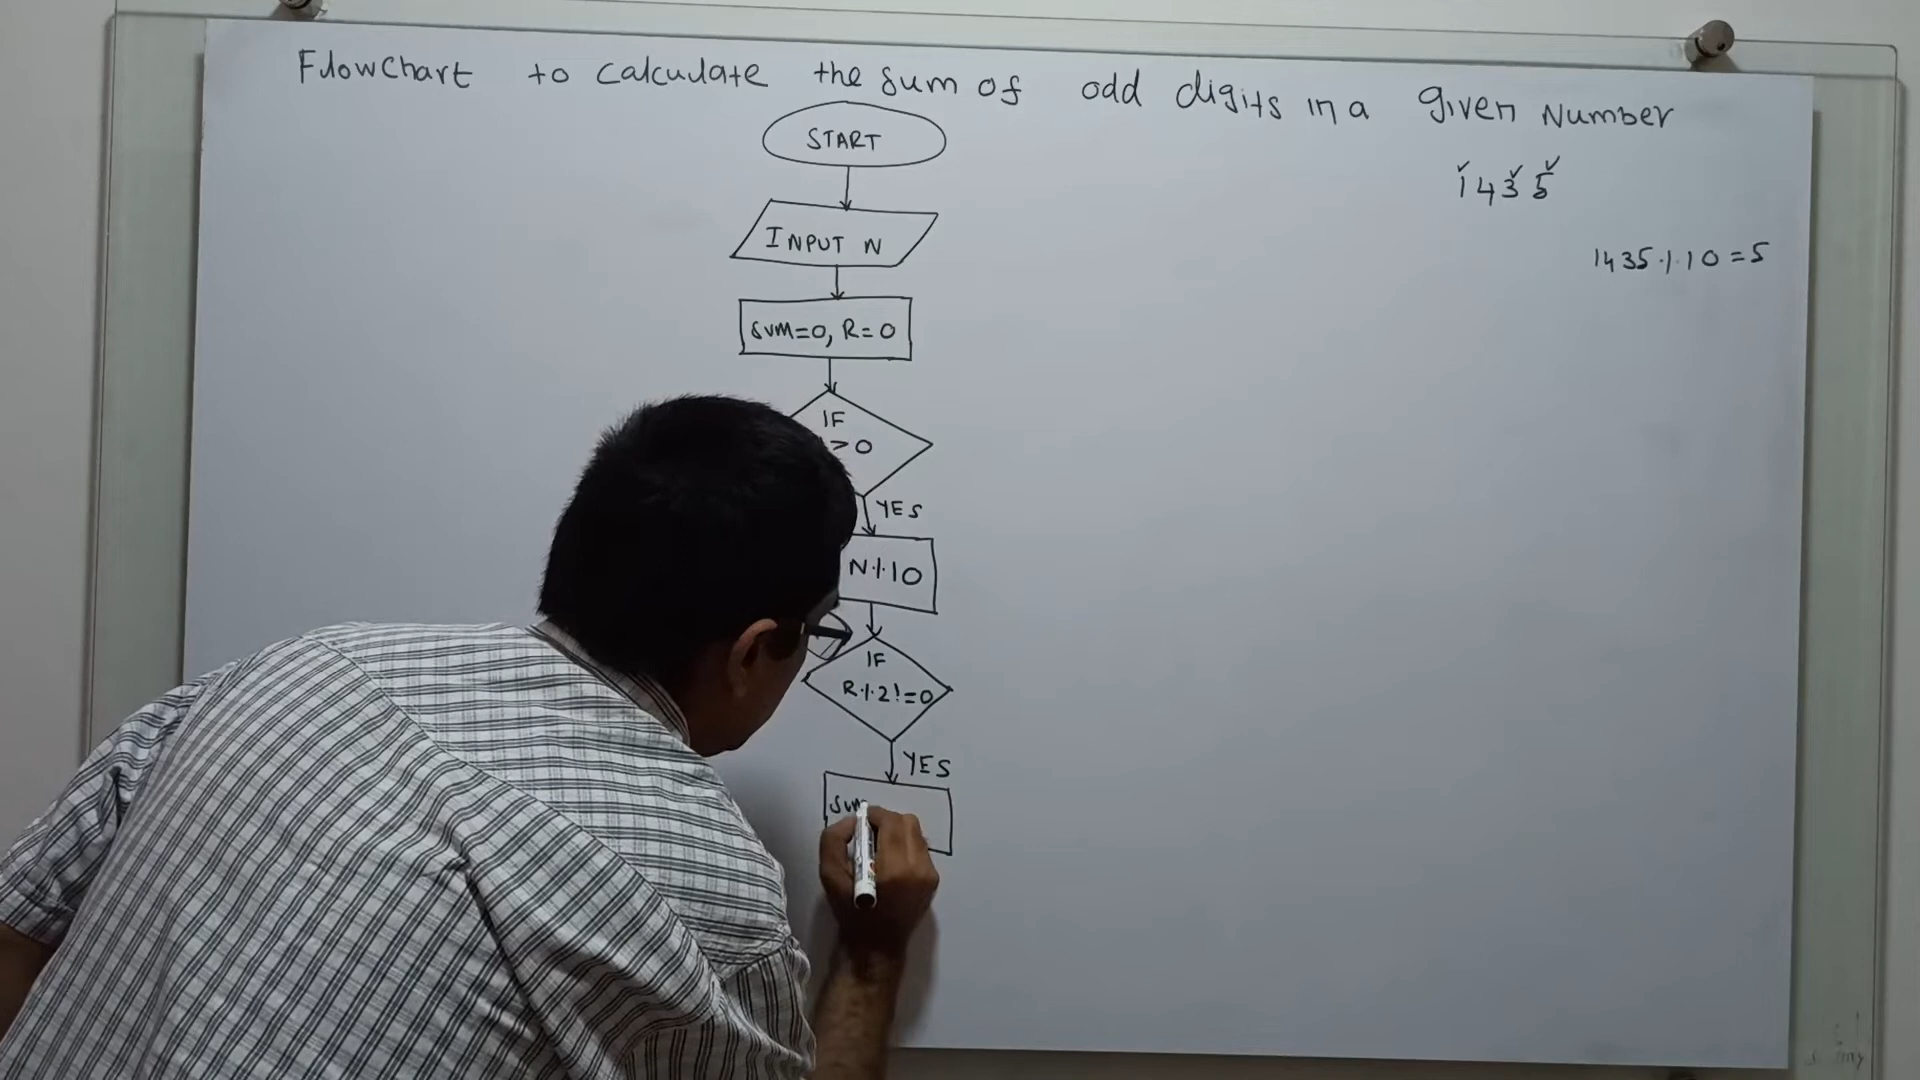 FlowChart to calculate the sum of odd digits in a given Number
START
1435
INPUT N
1435%10=5
SUM=0, R=0
IF
>0
YES
N%10
IF
R%2!=0
YES